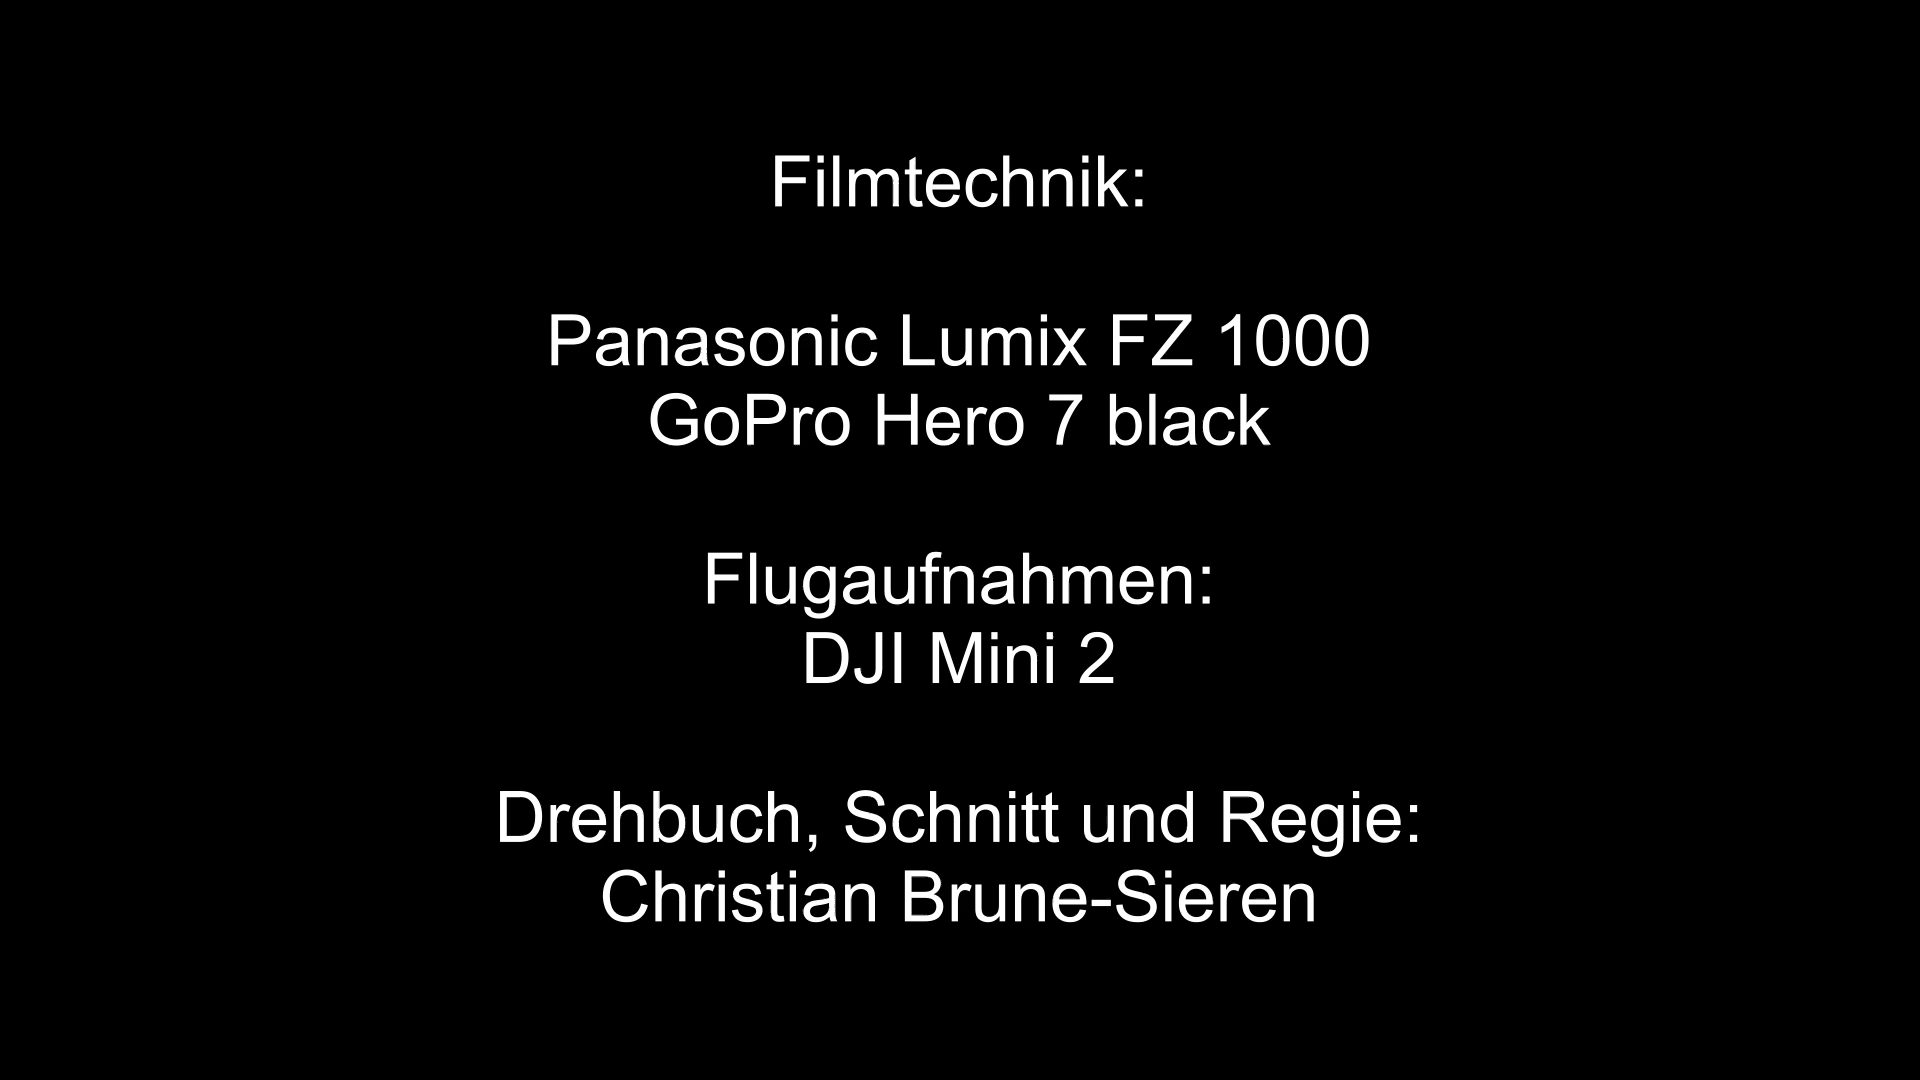 Filmtechnik:
Panasonic Lumix FZ 1000
GoPro Hero 7 black
Flugaufnahmen:
DJI Mini 2
Drehbuch, Schnitt und Regie:
Christian Brune-Sieren